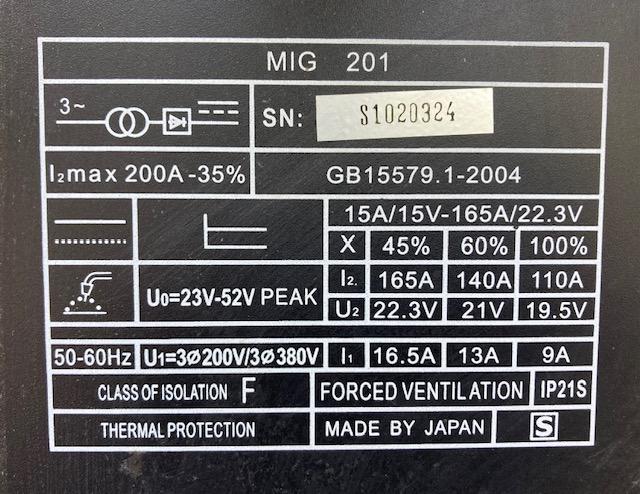 MIG 201
3~
SN: S1020324
I₂max 200A-35% GB15579.1-2004
15A/15V-165A/22.3V
X 45% 60% 100%
U₀=23V-52V PEAK I₂. 165A 140A 110A
U₂ 22.3V 21V 19.5V
50-60Hz U₁=3Ø200V/3Ø380V I₁ 16.5A 13A 9A
CLASS OF ISOLATION F FORCED VENTILATION IP21S
THERMAL PROTECTION MADE BY JAPAN S